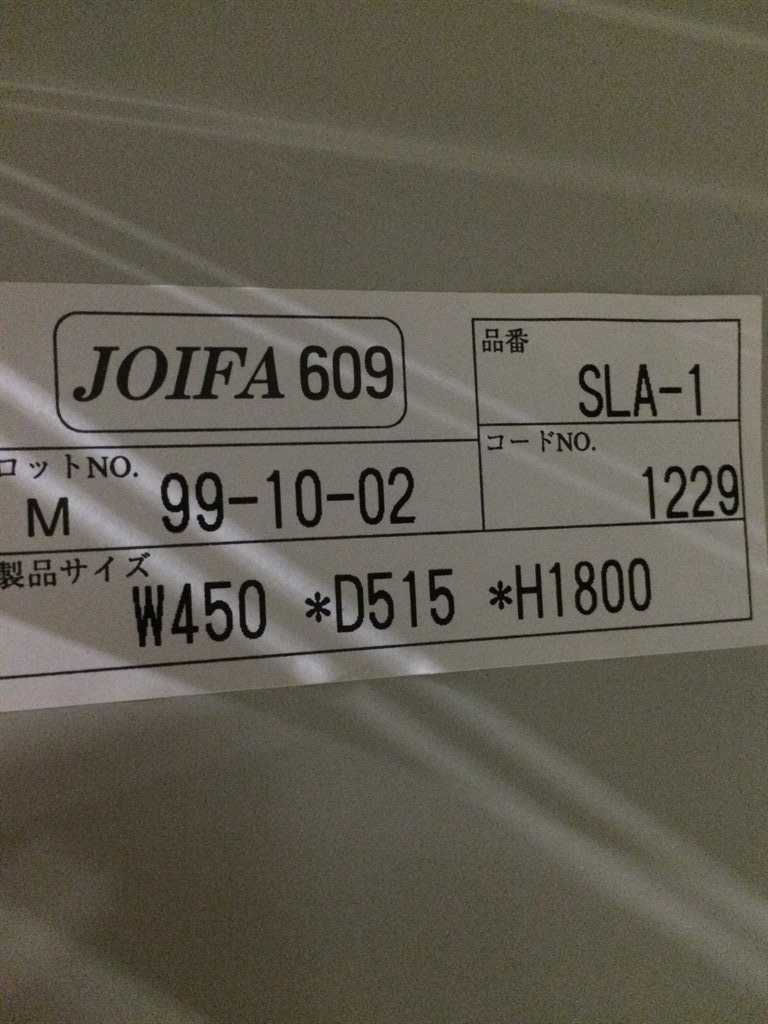 JOIFA 609
品番
SLA-1
ロットNO.
M 99-10-02
コードNO.
1229
製品サイズ
W450 *D515 *H1800